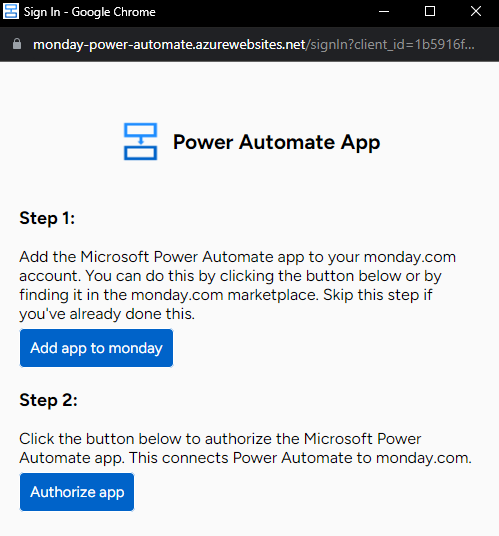 Sign In - Google Chrome
monday-power-automate.azurewebsites.net/signIn?client_id=1b5916f...
Power Automate App
Step 1:
Add the Microsoft Power Automate app to your monday.com
account. You can do this by clicking the button below or by
finding it in the monday.com marketplace. Skip this step if
you've already done this.
Add app to monday
Step 2:
Click the button below to authorize the Microsoft Power
Automate app. This connects Power Automate to monday.com.
Authorize app